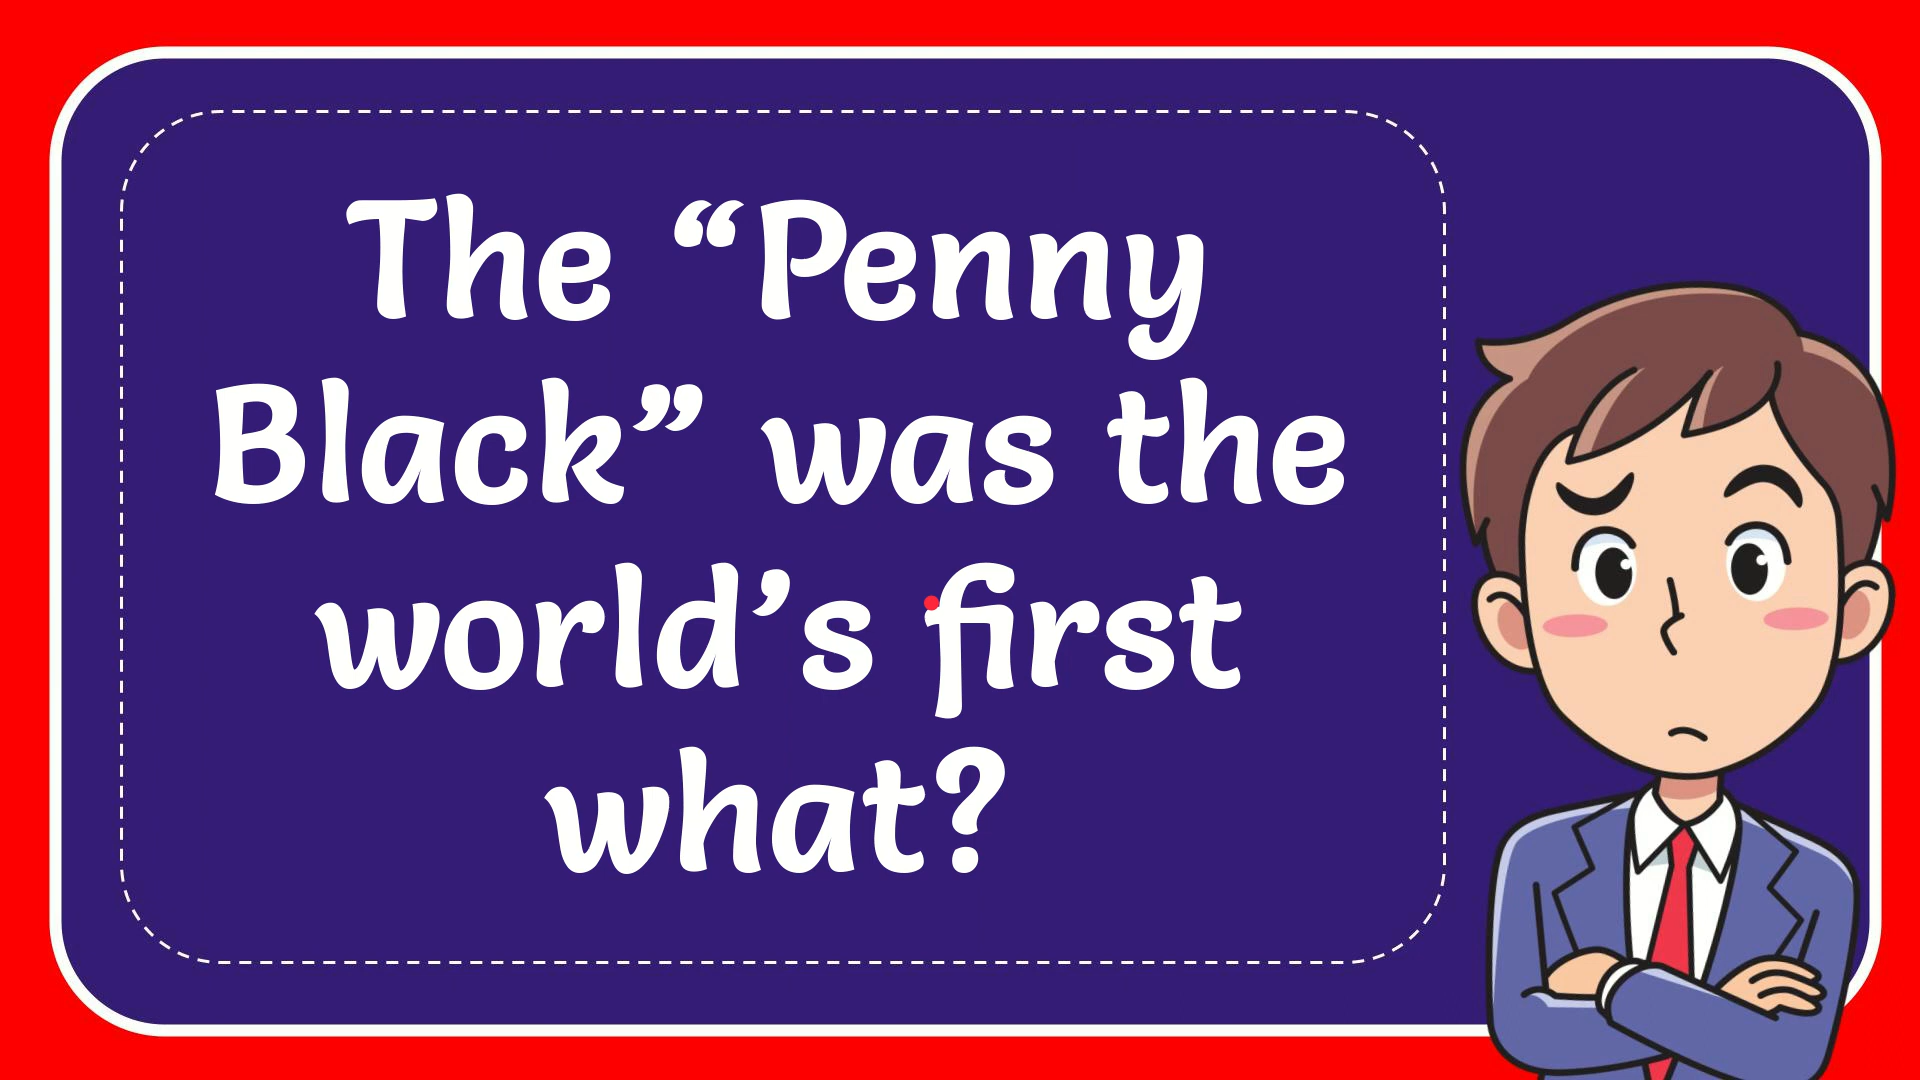 The “Penny
Black” was the
world’s first
what?